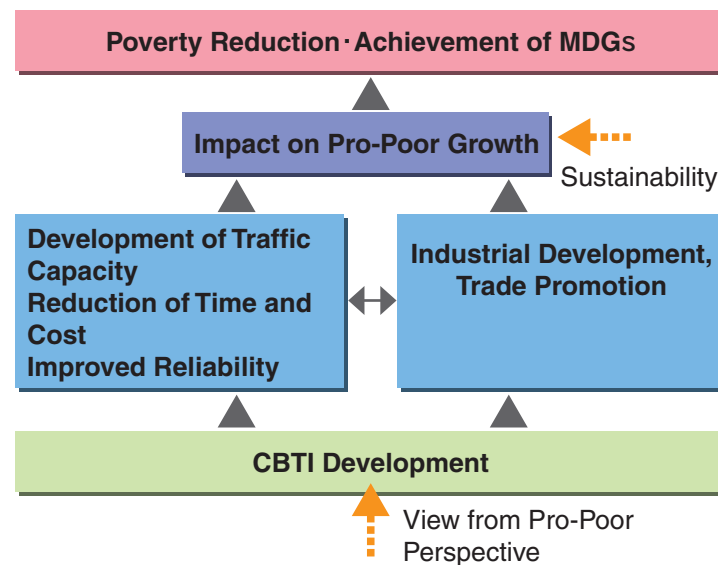 Poverty Reduction·Achievement of MDGs
Impact on Pro-Poor Growth
Sustainability
Development of Traffic
Capacity
Reduction of Time and
Cost
Improved Reliability
Industrial Development,
Trade Promotion
CBTI Development
View from Pro-Poor
Perspective